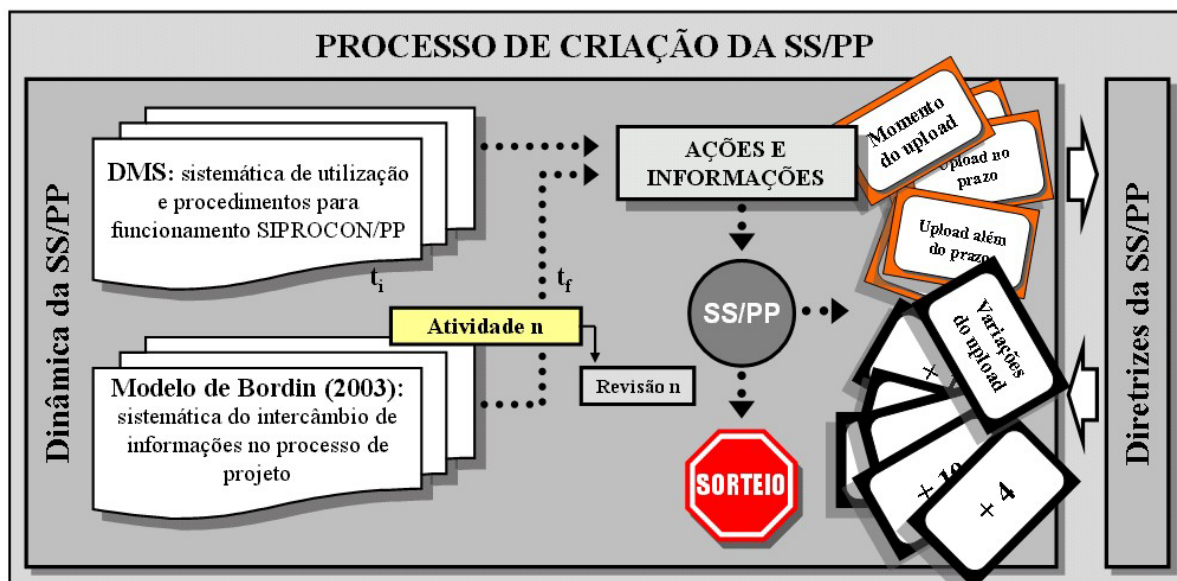 PROCESSO DE CRIAÇÃO DA SS/PP
Dinâmica da SS/PP
DMS: sistemática de utilização
e procedimentos para
funcionamento SIPROCON/PP
t_i
t_f
Atividade n
Revisão n
Modelo de Bordin (2003):
sistemática do intercâmbio de
informações no processo de
projeto
AÇÕES E
INFORMAÇÕES
SS/PP
SORTEIO
Momento
do upload
Upload no
prazo
Upload além
do prazo
Variações
do upload
+
+ 10
+ 4
Diretrizes da SS/PP